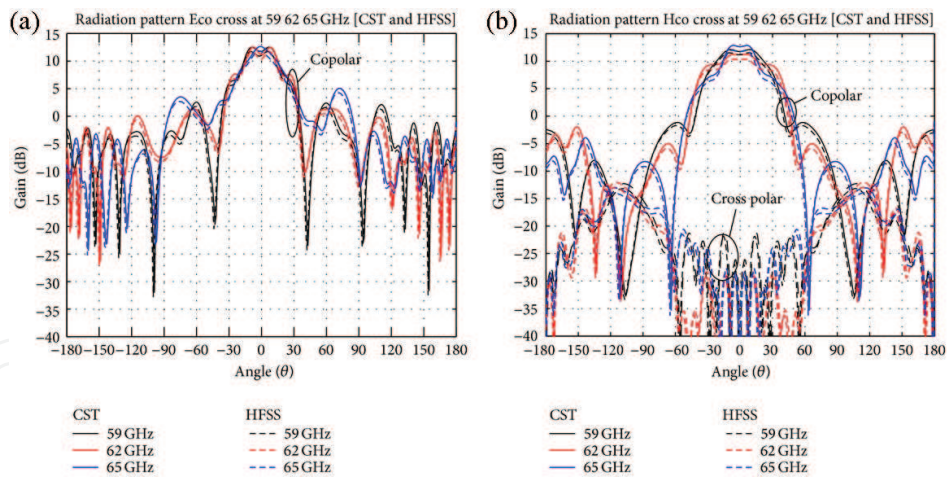 (a)
Radiation pattern Eco cross at 59 62 65 GHz [CST and HFSS]
15
10
5
0
−5
−10
−15
−20
−25
−30
−35
−40
Gain (dB)
Copolar
−180 −150 −120 −90 −60 −30 0 30 60 90 120 150 180
Angle (θ)
CST HFSS
59 GHz 59 GHz
62 GHz 62 GHz
65 GHz 65 GHz
(b)
Radiation pattern Hco cross at 59 62 65 GHz [CST and HFSS]
15
10
5
0
−5
−10
−15
−20
−25
−30
−35
−40
Gain (dB)
Copolar
Cross polar
−180 −150 −120 −90 −60 −30 0 30 60 90 120 150 180
Angle (θ)
CST HFSS
59 GHz 59 GHz
62 GHz 62 GHz
65 GHz 65 GHz